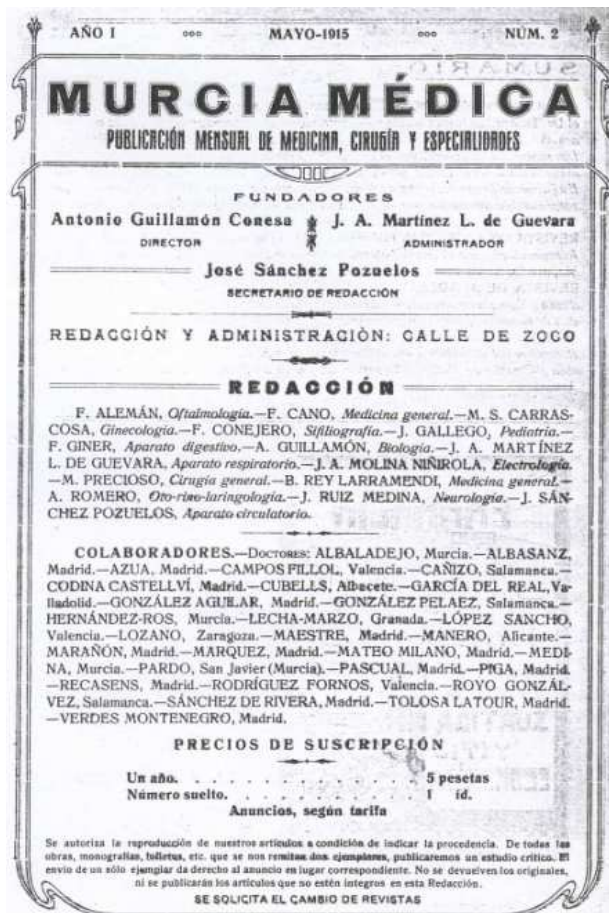 AÑO I ooo MAYO-1915 ooo NÚM. 2
MURCIA MÉDICA
PUBLICACIÓN MENSUAL DE MEDICINA, CIRUGÍA Y ESPECIALIDADES
FUNDADORES
Antonio Guillamón Conesa J. A. Martínez L. de Guevara
DIRECTOR ADMINISTRADOR
José Sánchez Pozuelos
SECRETARIO DE REDACCIÓN
REDACCIÓN Y ADMINISTRACIÓN: CALLE DE ZOCO
REDACCIÓN
F. ALEMÁN, Oftalmología.—F. CANO, Medicina general.—M. S. CARRAS-
COSA, Ginecología.—F. CONEJERO, Sifiliografía.—J. GALLEGO, Pediatría.—
F. GINER, Aparato digestivo.—A. GUILLAMÓN, Biología.—J. A. MARTÍNEZ
L. DE GUEVARA, Aparato respiratorio.—J. A. MOLINA NIÑIROLA, Electrología.
—M. PRECIOSO, Cirugía general.—B. REY LARRAMENDI, Medicina general.—
A. ROMERO, Oto-rino-laringología.—J. RUIZ MEDINA, Neurología.—J. SÁN-
CHEZ POZUELOS, Aparato circulatorio.
COLABORADORES.—DOCTORES: ALBALADEJO, Murcia.—ALBASANZ,
Madrid.—AZUA, Madrid.—CAMPOS FILLOL, Valencia.—CAÑIZO, Salamanca.—
CODINA CASTELLVÍ, Madrid.—CUBELLS, Albacete.—GARCÍA DEL REAL, Va-
lladolid.—GONZÁLEZ AGUILAR, Madrid.—GONZÁLEZ PELAEZ, Salamanca.—
HERNÁNDEZ-ROS, Murcia.—LECHA-MARZO, Granada.—LÓPEZ SANCHO,
Valencia.—LOZANO, Zaragoza.—MAESTRE, Madrid.—MANERO, Alicante.—
MARAÑÓN, Madrid.—MARQUEZ, Madrid.—MATEO MILANO, Madrid.—MEDI-
NA, Murcia.—PARDO, San Javier (Murcia).—PASCUAL, Madrid.—PIGA, Madrid
—RECASENS, Madrid.—RODRÍGUEZ FORNOS, Valencia.—ROYO GONZÁL-
VEZ, Salamanca.—SÁNCHEZ DE RIVERA, Madrid.—TOLOSA LATOUR, Madrid.
—VERDES MONTENEGRO, Madrid.
PRECIOS DE SUSCRIPCIÓN
Un año. . . . . . . . . . . . 5 pesetas
Número suelto. . . . . . . . . . 1 id.
Anuncios, según tarifa
Se autoriza la reproducción de nuestros artículos a condición de indicar la procedencia. De todas las
obras, monografías, folletos, etc. que se nos remitan dos ejemplares, publicaremos un estudio crítico. El
envío de un sólo ejemplar da derecho al anuncio en lugar correspondiente. No se devuelven los originales,
ni se publicarán los artículos que no estén íntegros en esta Redacción.
SE SOLICITA EL CAMBIO DE REVISTAS